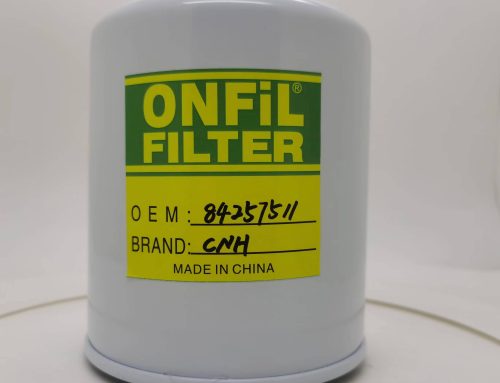 ONFiL®
FILTER
OEM: 84257511
BRAND: CNH
MADE IN CHINA